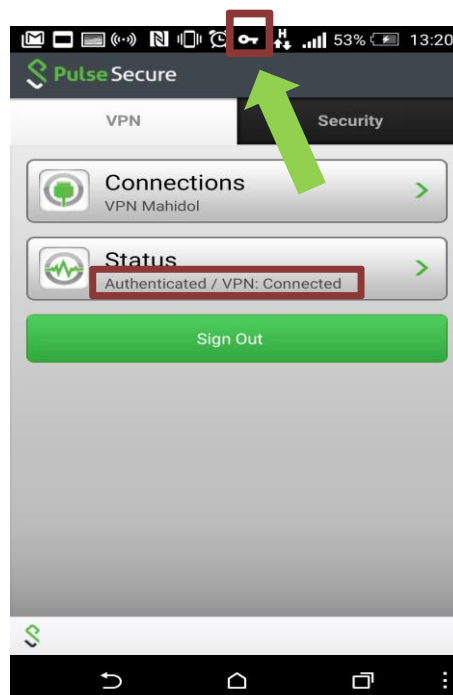 H 53% 13:20
Pulse Secure
VPN Security
Connections
VPN Mahidol
Status
Authenticated / VPN: Connected
Sign Out